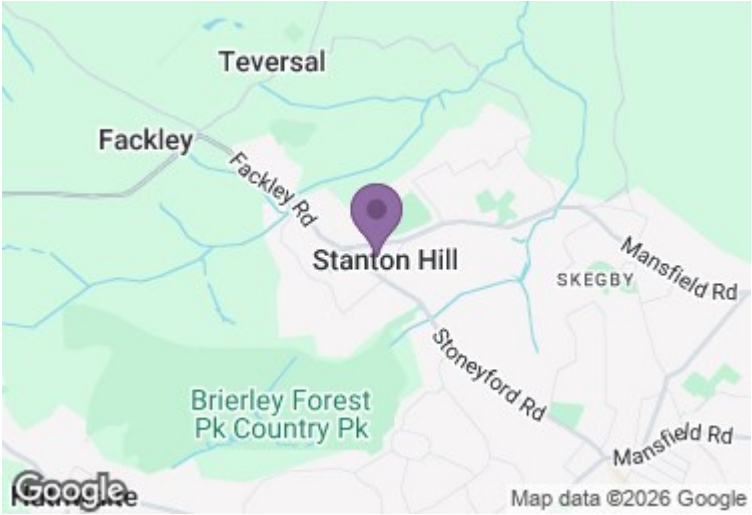 Teversal
Fackley
Fackley Rd
Stanton Hill
Mansfield Rd
SKEGBY
Stoneyford Rd
Brierley Forest
Pk Country Pk
Mansfield Rd
Google
Map data ©2026 Google